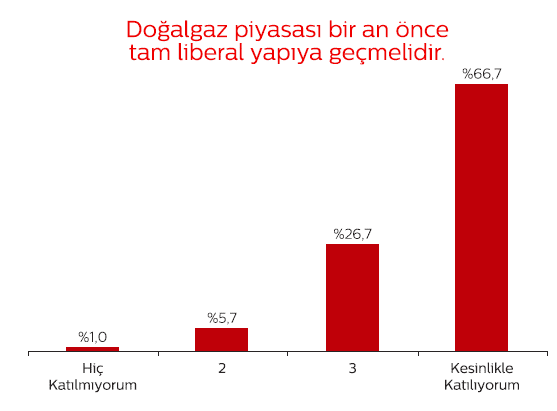 Doğalgaz piyasası bir an önce
tam liberal yapıya geçmelidir.
%66,7
%26,7
%5,7
%1,0
Hiç
Katılmıyorum
2
3
Kesinlikle
Katılıyorum